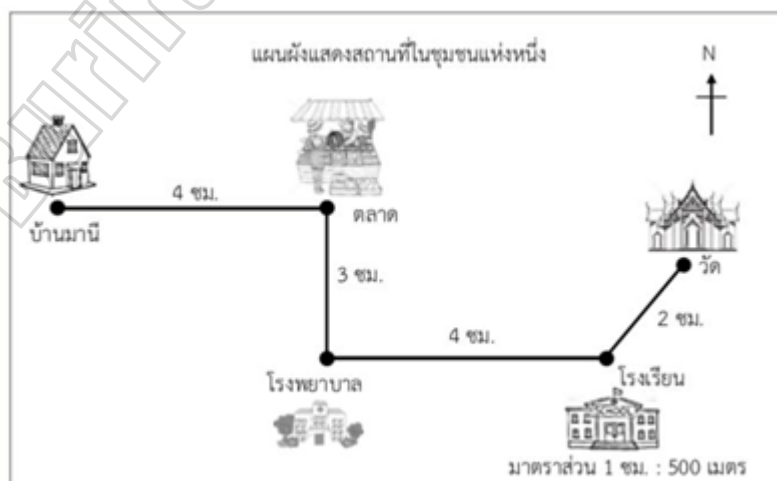 แผนผังแสดงสถานที่ในชุมชนแห่งหนึ่ง
N
4 ซม.
บ้านมานี
ตลาด
3 ซม.
วัด
2 ซม.
4 ซม.
โรงพยาบาล
โรงเรียน
มาตราส่วน 1 ซม. : 500 เมตร